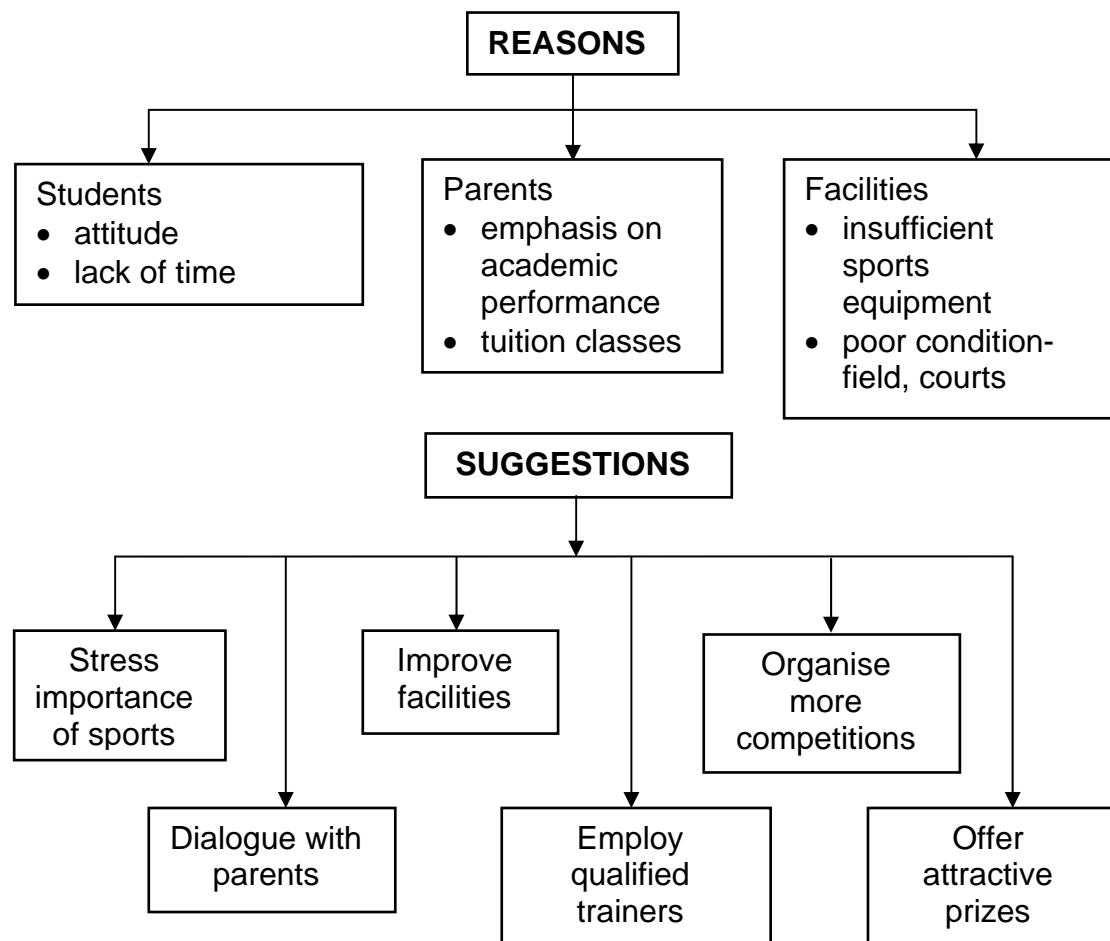 REASONS
Students
• attitude
• lack of time
Parents
• emphasis on
academic
performance
• tuition classes
Facilities
• insufficient
sports
equipment
• poor condition-
field, courts
SUGGESTIONS
Stress
importance
of sports
Improve
facilities
Organise
more
competitions
Dialogue with
parents
Employ
qualified
trainers
Offer
attractive
prizes